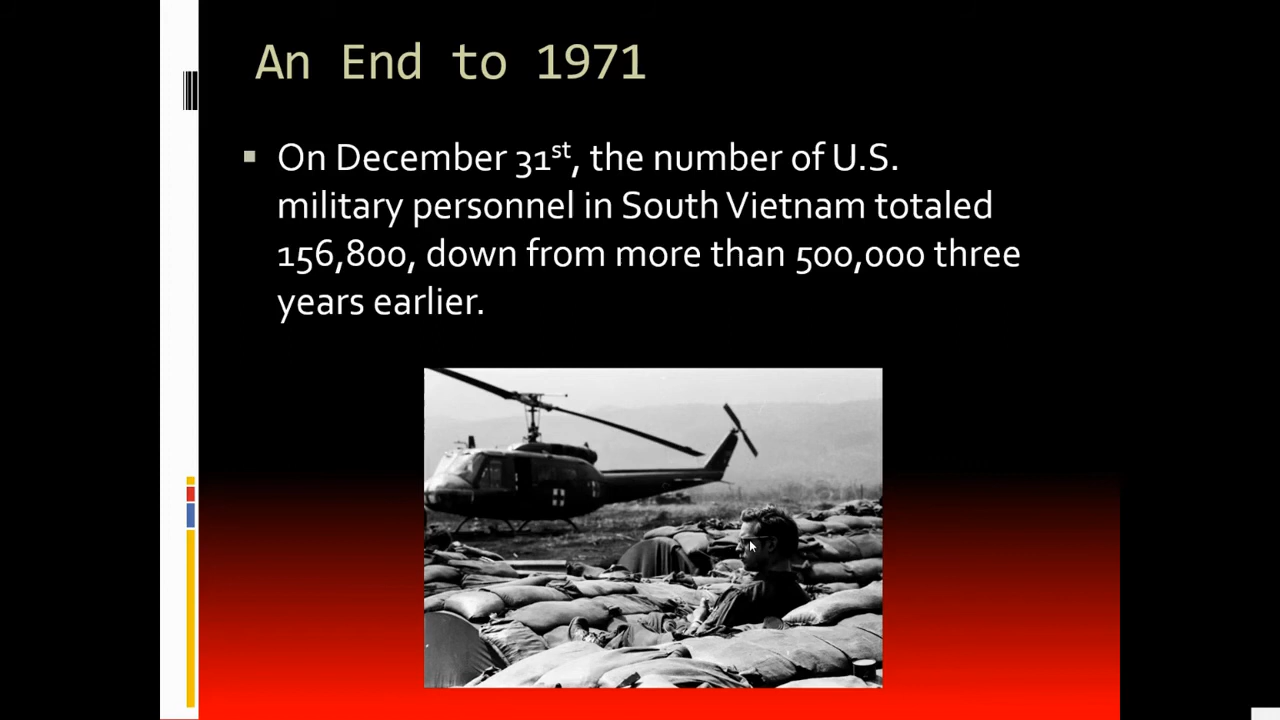 An End to 1971
On December 31st, the number of U.S.
military personnel in South Vietnam totaled
156,800, down from more than 500,000 three
years earlier.